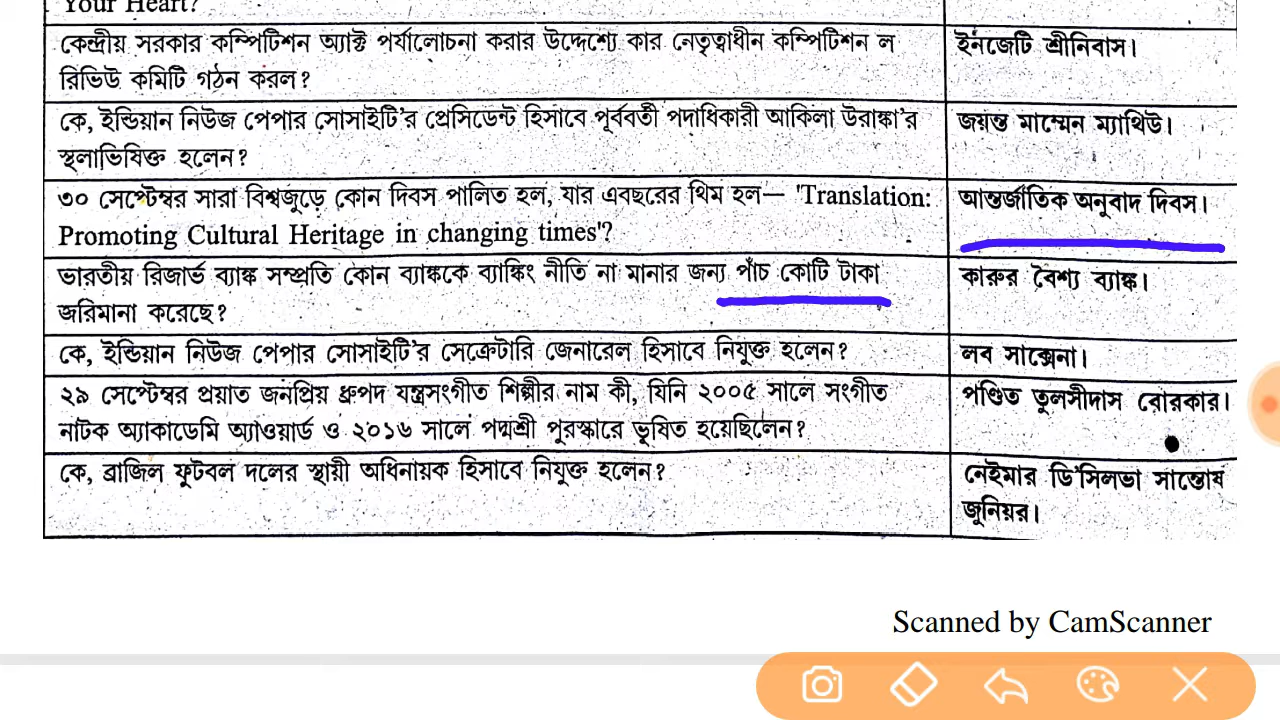 Your Heart?
কেন্দ্রীয় সরকার কম্পিটিশন অ্যাক্ট পর্যালোচনা করার উদ্দেশ্যে কার নেতৃত্বাধীন কম্পিটিশন ল
রিভিউ কমিটি গঠন করল?
ইনজেটি শ্রীনিবাস।
কে, ইন্ডিয়ান নিউজ পেপার সোসাইটি'র প্রেসিডেন্ট হিসাবে পূর্ববর্তী পদাধিকারী আকিলা উরাঙ্কা'র
স্থলাভিষিক্ত হলেন?
জয়ন্ত মাম্মেন ম্যাথিউ।
৩০ সেপ্টেম্বর সারা বিশ্বজুড়ে কোন দিবস পালিত হল, যার এবছরের থিম হল— 'Translation:
Promoting Cultural Heritage in changing times'?
আন্তর্জাতিক অনুবাদ দিবস।
ভারতীয় রিজার্ভ ব্যাঙ্ক সম্প্রতি কোন ব্যাঙ্ককে ব্যাঙ্কিং নীতি না মানার জন্য পাঁচ কোটি টাকা
জরিমানা করেছে?
কারুর বৈশ্য ব্যাঙ্ক।
কে, ইন্ডিয়ান নিউজ পেপার সোসাইটি'র সেক্রেটারি জেনারেল হিসাবে নিযুক্ত হলেন?
লব সাক্সেনা।
২৯ সেপ্টেম্বর প্রয়াত জনপ্রিয় ধ্রুপদ যন্ত্রসংগীত শিল্পীর নাম কী, যিনি ২০০৫ সালে সংগীত
নাটক অ্যাকাডেমি অ্যাওয়ার্ড ও ২০১৬ সালে পদ্মশ্রী পুরস্কারে ভূষিত হয়েছিলেন?
পণ্ডিত তুলসীদাস বোরকার।
কে, ব্রাজিল ফুটবল দলের স্থায়ী অধিনায়ক হিসাবে নিযুক্ত হলেন?
নেইমার ডি'সিলভা সান্তোষ
জুনিয়র।
Scanned by CamScanner